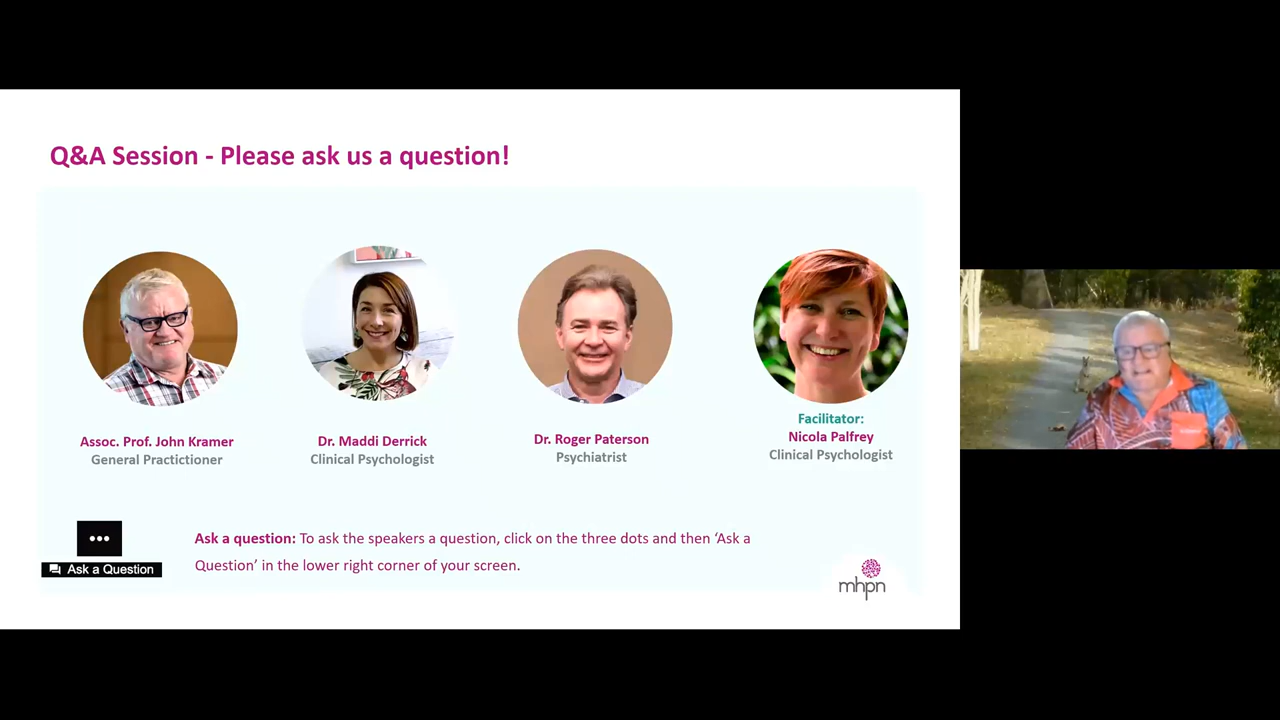 Q&A Session - Please ask us a question!
Assoc. Prof. John Kramer
General Practictioner
Dr. Maddi Derrick
Clinical Psychologist
Dr. Roger Paterson
Psychiatrist
Facilitator:
Nicola Palfrey
Clinical Psychologist
Ask a Question
Ask a question: To ask the speakers a question, click on the three dots and then ‘Ask a
Question’ in the lower right corner of your screen.
mhpn